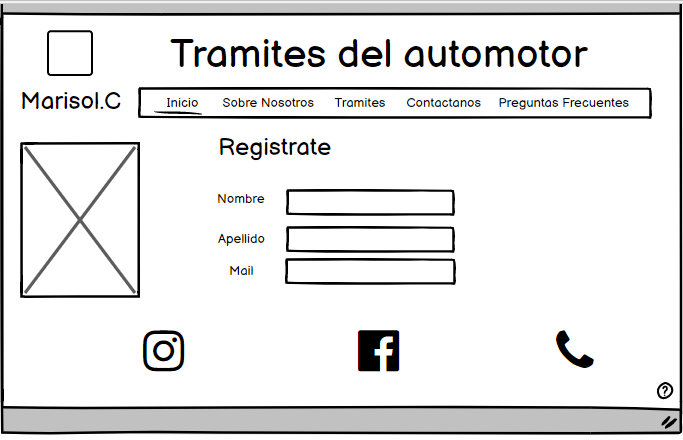 Tramites del automotor
Marisol.C
Inicio Sobre Nosotros Tramites Contactanos Preguntas Frecuentes
Registrate
Nombre
Apellido
Mail
?